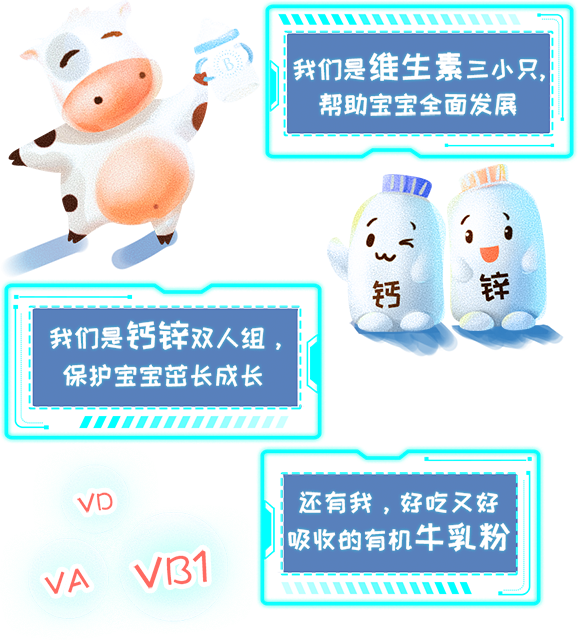 B
我们是维生素三小只,
帮助宝宝全面发展
钙
锌
我们是钙锌双人组,
保护宝宝茁长成长
还有我,好吃又好
吸收的有机牛乳粉
VD
VA
VB1